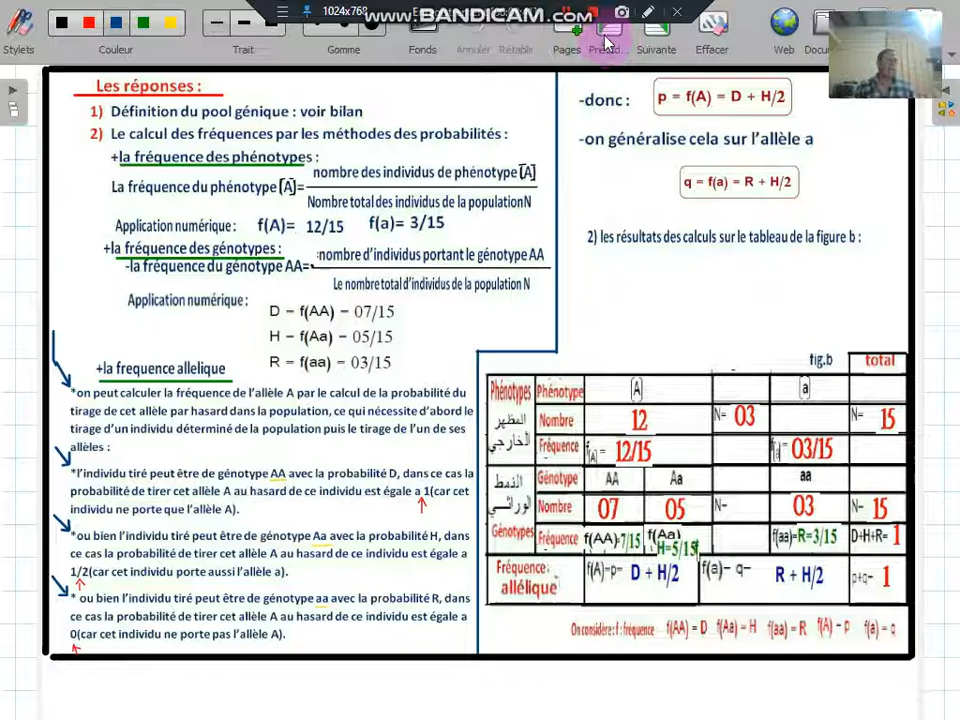 1024x768
www.BANDICAM.com
Stylets
Couleur
Trait
Gomme
Fonds
Annuler
Rétablir
Pages
Suivante
Effacer
Web
Les réponses :
1) Définition du pool génique : voir bilan
2) Le calcul des fréquences par les méthodes des probabilités :
+la fréquence des phénotypes :
La fréquence du phénotype [A]= nombre des individus de phénotype [A]
Nombre total des individus de la population N
Application numérique : f(A)= 12/15 f(a)= 3/15
+la fréquence des génotypes :
-la fréquence du génotype AA= nombre d'individus portant le génotype AA
Le nombre total d'individus de la population N
Application numérique :
D = f(AA) = 07/15
H = f(Aa) = 05/15
R = f(aa) = 03/15
+la frequence allelique
*on peut calculer la fréquence de l'allèle A par le calcul de la probabilité du
tirage de cet allèle par hasard dans la population, ce qui nécessite d'abord le
tirage d'un individu déterminé de la population puis le tirage de l'un de ses
allèles :
*l'individu tiré peut être de génotype AA avec la probabilité D, dans ce cas la
probabilité de tirer cet allèle A au hasard de ce individu est égale a 1(car cet
individu ne porte que l'allèle A).
*ou bien l'individu tiré peut être de génotype Aa avec la probabilité H, dans
ce cas la probabilité de tirer cet allèle A au hasard de ce individu est égale a
1/2(car cet individu porte aussi l'allèle a).
* ou bien l'individu tiré peut être de génotype aa avec la probabilité R, dans
ce cas la probabilité de tirer cet allèle A au hasard de ce individu est égale a
0(car cet individu ne porte pas l'allèle A).
-donc : p = f(A) = D + H/2
-on généralise cela sur l'allèle a
q = f(a) = R + H/2
2) les résultats des calculs sur le tableau de la figure b :
fig.b total
Phénotypes Phénotype [A] [a]
المظهر الخارجي
Nombre 12 N= 03 N= 15
Fréquence f[A]= 12/15 f[a]= 03/15
النمط الوراثي
Génotypes
Génotype AA Aa aa
Nombre 07 05 N= 03 N= 15
Fréquence f(AA)=7/15 f(Aa) H=5/15 f(aa)=R=3/15 D+H+R= 1
Fréquence allélique f(A)=p= D + H/2 f(a)= q= R + H/2 p+q= 1
On considère : f : fréquence f(AA) = D f(Aa) = H f(aa) = R f(A) = p f(a) = q